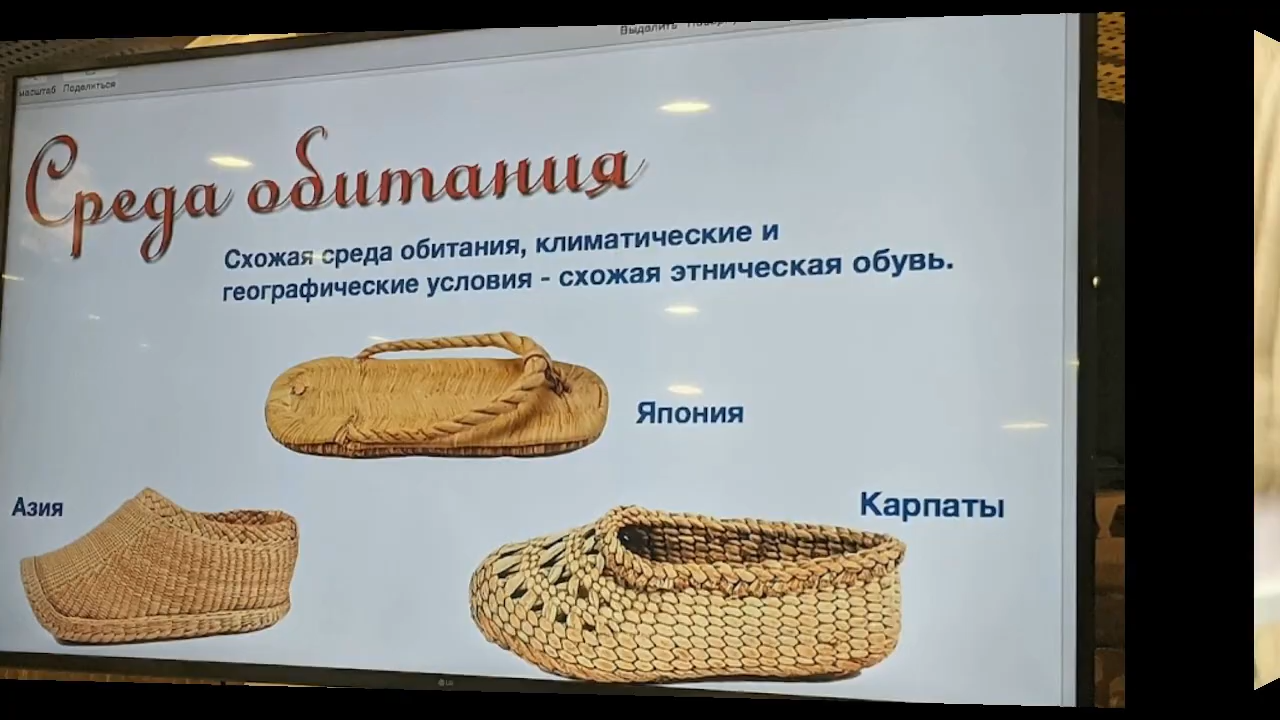 Выделить
масштаб Поделиться
Среда обитания
Схожая среда обитания, климатические и
географические условия - схожая этническая обувь.
Япония
Азия
Карпаты
LG